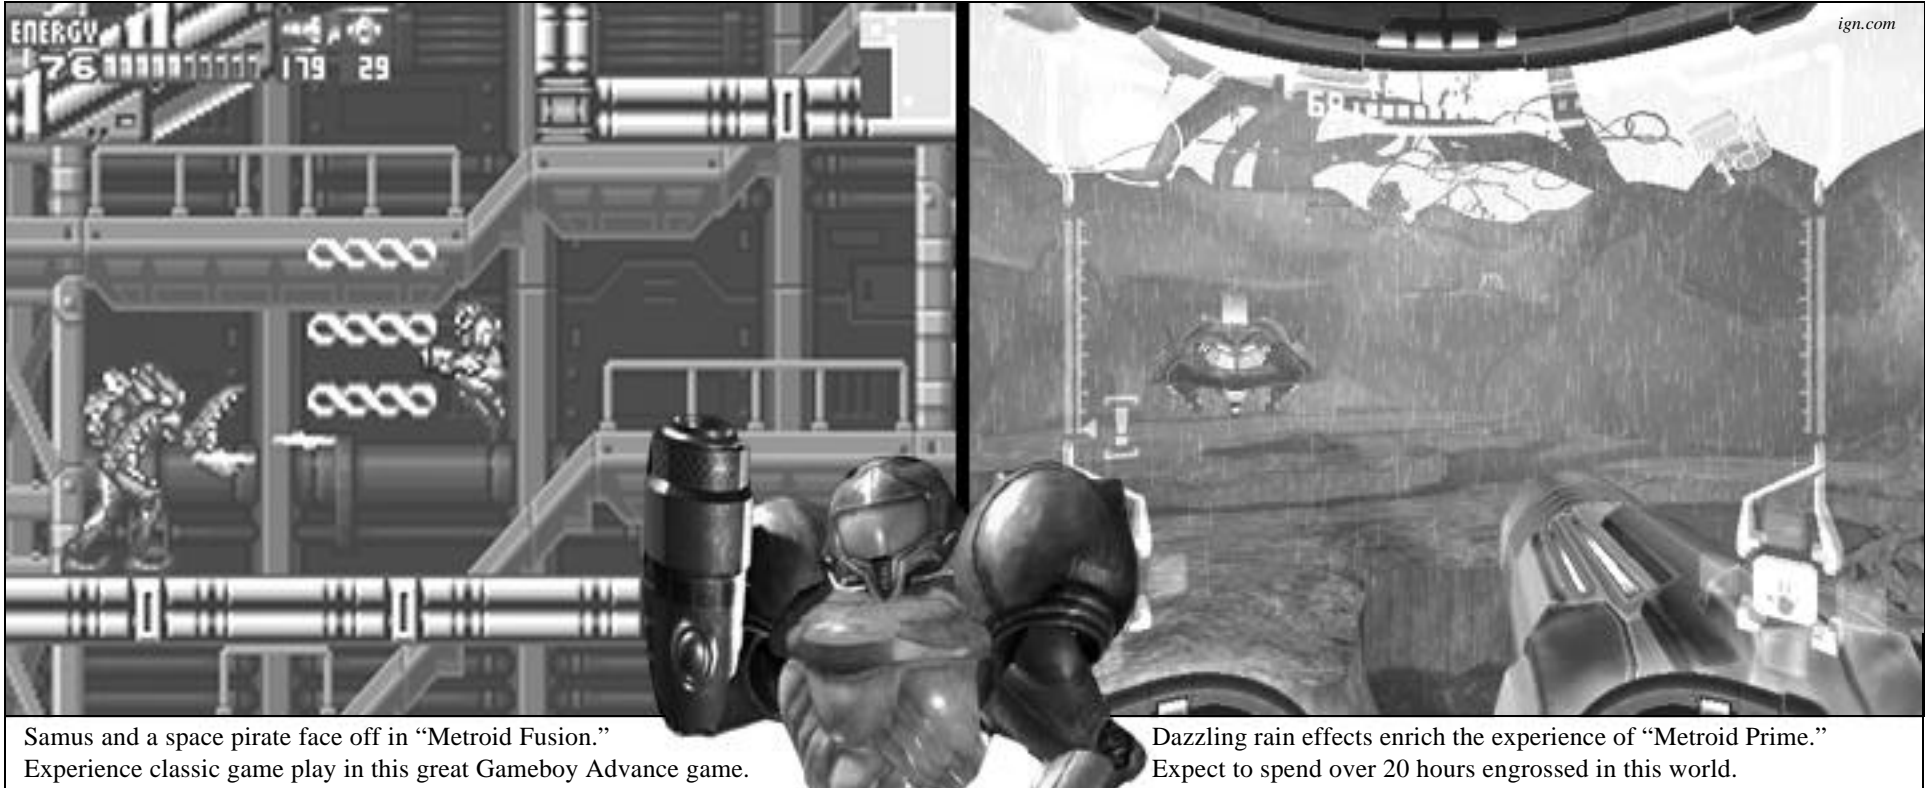 ENERGY
76 179 29
ign.com
68
Samus and a space pirate face off in “Metroid Fusion.”
Experience classic game play in this great Gameboy Advance game.
Dazzling rain effects enrich the experience of “Metroid Prime.”
Expect to spend over 20 hours engrossed in this world.